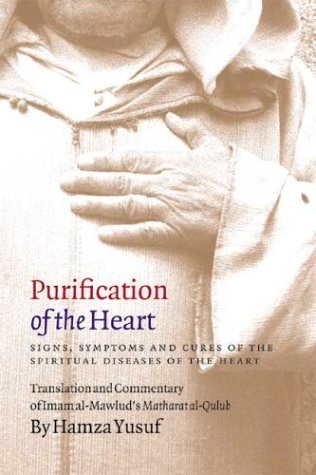 Purification
of the Heart
SIGNS, SYMPTOMS AND CURES OF THE
SPIRITUAL DISEASES OF THE HEART
Translation and Commentary
of Imam al-Mawlud's Matharat al-Qulub
By Hamza Yusuf